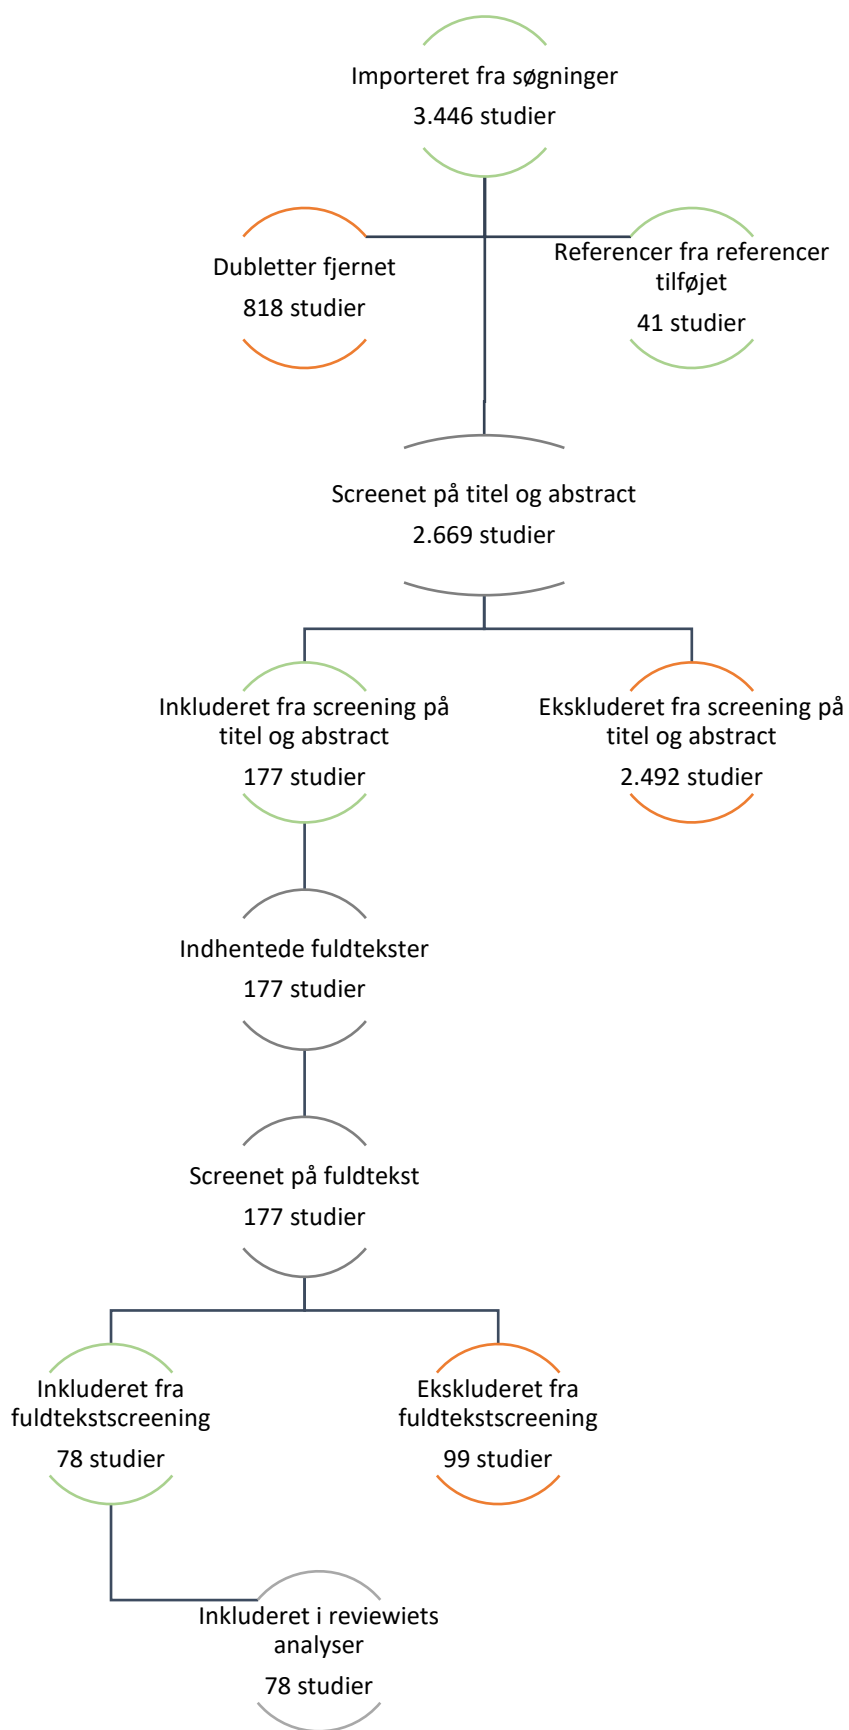 Importeret fra søgninger
3.446 studier
Dubletter fjernet
818 studier
Referencer fra referencer
tilføjet
41 studier
Screenet på titel og abstract
2.669 studier
Inkluderet fra screening på
titel og abstract
177 studier
Ekskluderet fra screening på
titel og abstract
2.492 studier
Indhentede fuldtekster
177 studier
Screenet på fuldtekst
177 studier
Inkluderet fra
fuldtekstscreening
78 studier
Ekskluderet fra
fuldtekstscreening
99 studier
Inkluderet i reviewiets
analyser
78 studier